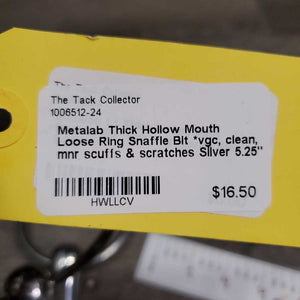 The Tack Collector
1006512-24
Metalab Thick Hollow Mouth
Loose Ring Snaffle Bit *vgc, clean,
mnr scuffs & scratches Silver 5.25"
$16.50
HWLLCV